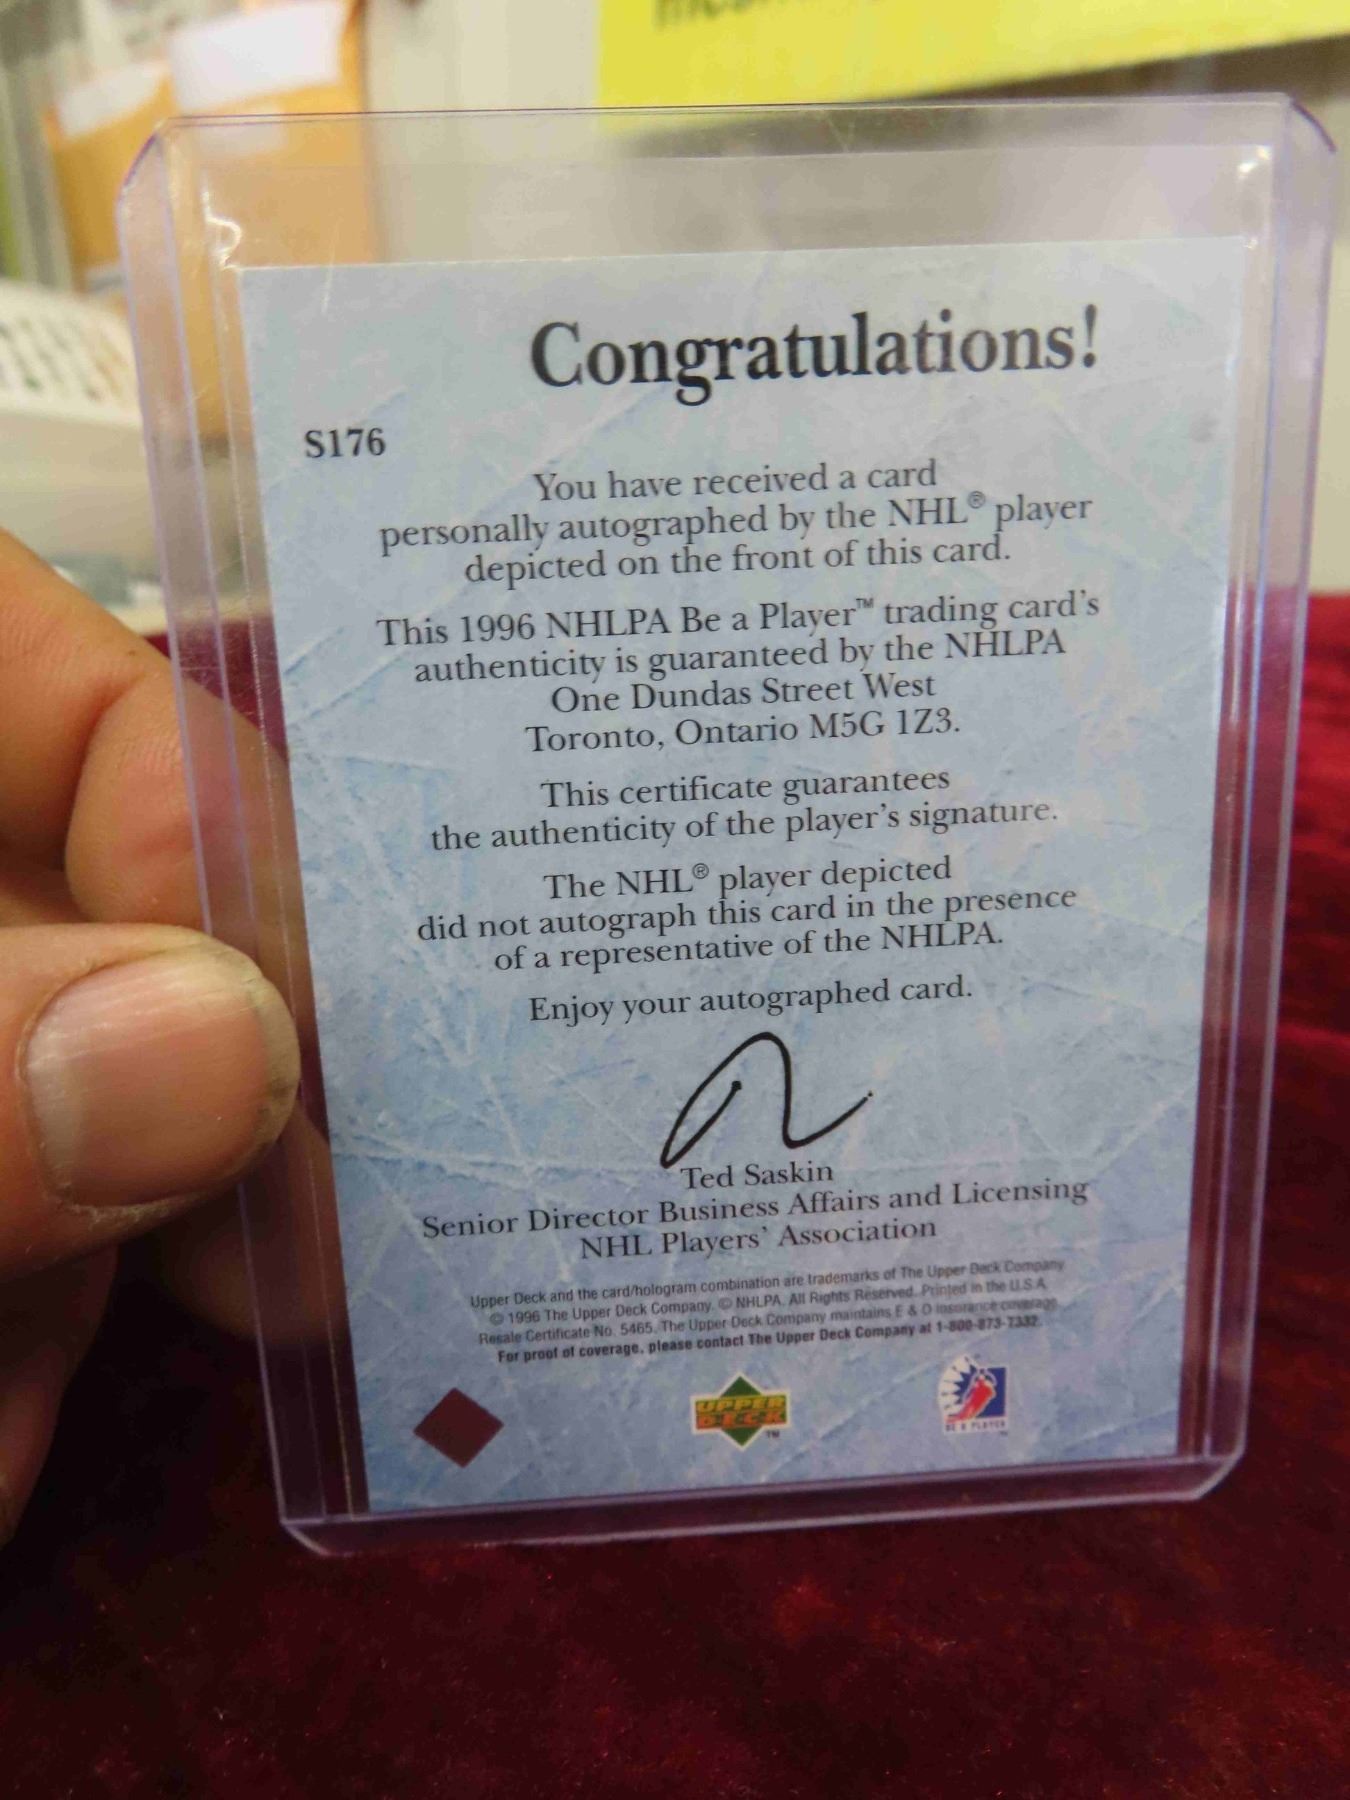 Congratulations!
S176
You have received a card
personally autographed by the NHL® player
depicted on the front of this card.
This 1996 NHLPA Be a Player™ trading card's
authenticity is guaranteed by the NHLPA
One Dundas Street West
Toronto, Ontario M5G 1Z3.
This certificate guarantees
the authenticity of the player's signature.
The NHL® player depicted
did not autograph this card in the presence
of a representative of the NHLPA.
Enjoy your autographed card.
Ted Saskin
Senior Director Business Affairs and Licensing
NHL Players' Association
Upper Deck and the card/hologram combination are trademarks of The Upper Deck Company
© 1996 The Upper Deck Company. © NHLPA. All Rights Reserved. Printed in the U.S.A.
Resale Certificate No. 5465. The Upper Deck Company maintains E & O insurance coverage.
For proof of coverage, please contact The Upper Deck Company at 1-800-873-7332.
UPPER
DECK
™
BE A PLAYER
™